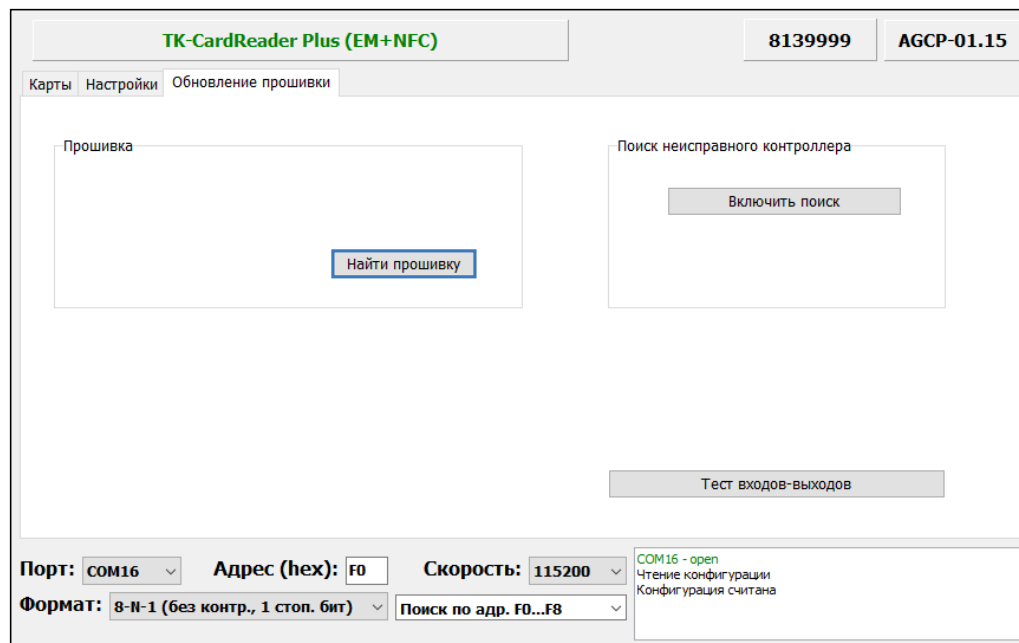 TK-CardReader Plus (EM+NFC)
8139999
AGCP-01.15
Карты
Настройки
Обновление прошивки
Прошивка
Найти прошивку
Поиск неисправного контроллера
Включить поиск
Тест входов-выходов
Порт: COM16
Адрес (hex): F0
Скорость: 115200
Формат: 8-N-1 (без контр., 1 стоп. бит)
Поиск по адр. F0...F8
COM16 - open
Чтение конфигурации
Конфигурация считана